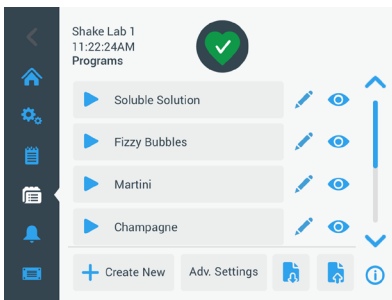 Shake Lab 1
11:22:24AM
Programs
Soluble Solution
Fizzy Bubbles
Martini
Champagne
Create New
Adv. Settings